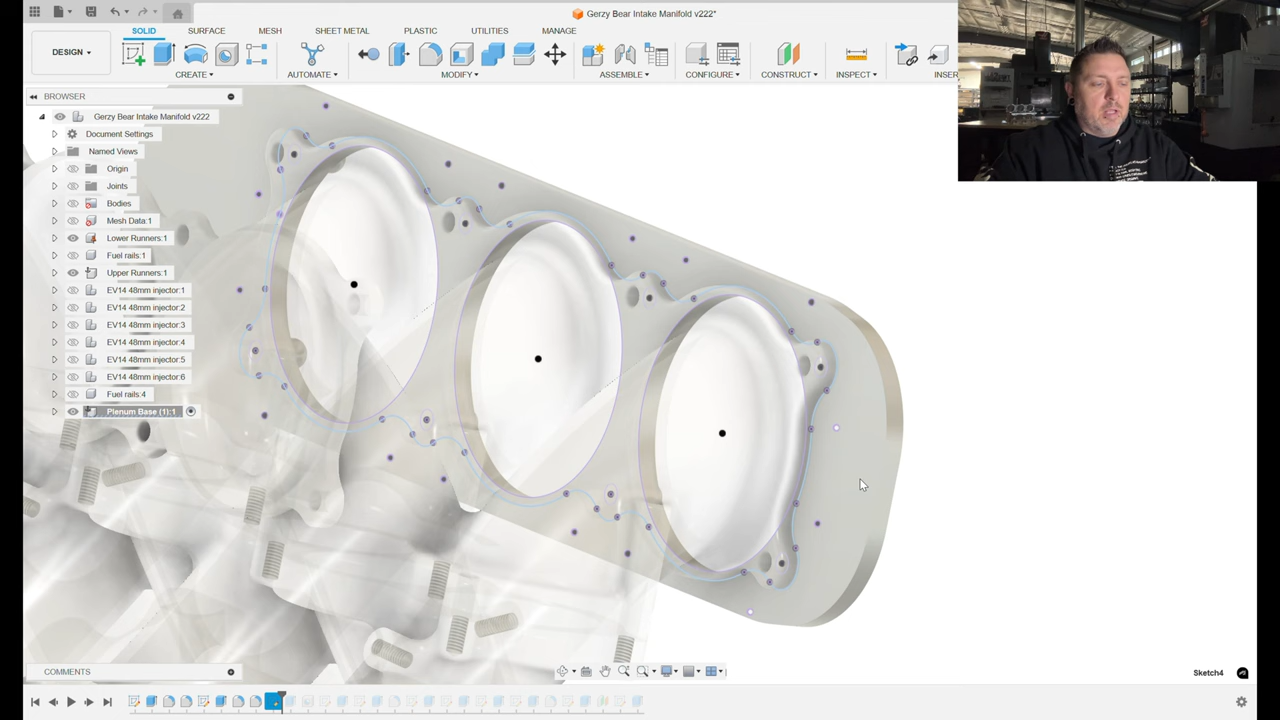 Gerzy Bear Intake Manifold v222*
SOLID
SURFACE
SHEET METAL
PLASTIC
UTILITIES
MANAGE
DESIGN
CREATE
AUTOMATE
MODIFY
ASSEMBLE
CONFIGURE
CONSTRUCT
INSPECT
INSER
BROWSER
Gerzy Bear Intake Manifold v222
Document Settings
Named Views
Origin
Joints
Bodies
Mesh Data:1
Lower Runners:1
Fuel rails:1
Upper Runners:1
EV14 48mm injector:1
EV14 48mm injector:2
EV14 48mm injector:3
EV14 48mm injector:4
EV14 48mm injector:5
EV14 48mm injector:6
Fuel rails:4
Plenum Base (1):1
COMMENTS
Sketch4